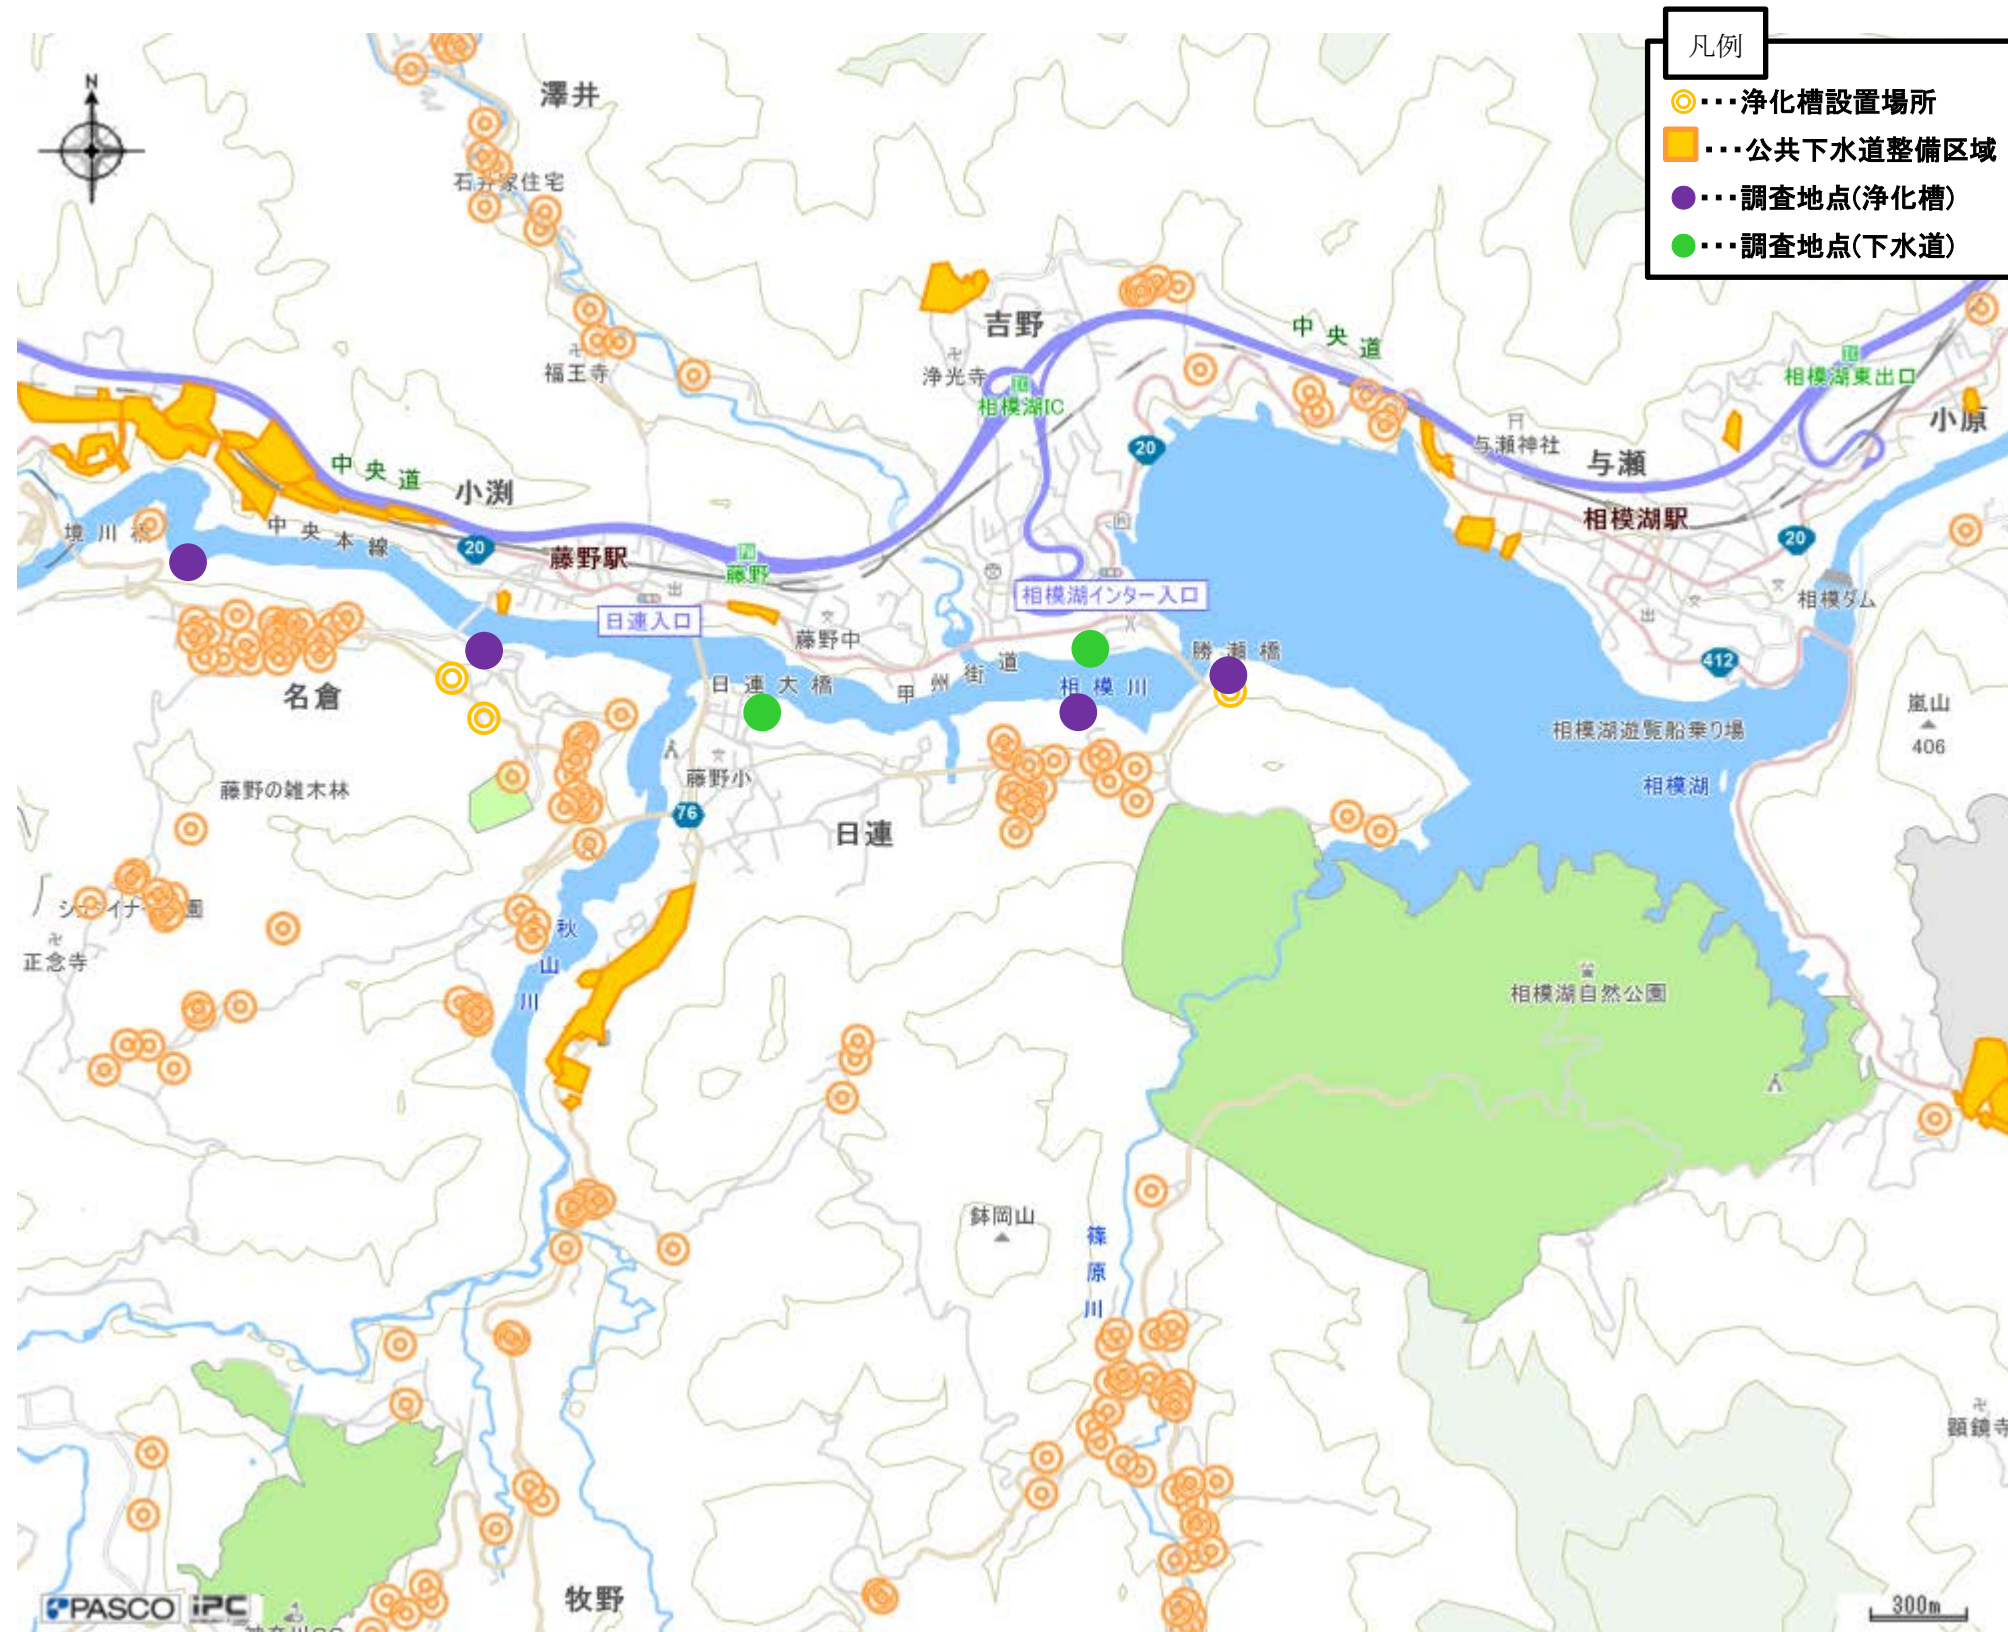 凡例
・・・浄化槽設置場所
・・・公共下水道整備区域
・・・調査地点(浄化槽)
・・・調査地点(下水道)
N
澤井
石井家住宅
福王寺
吉野
浄光寺
相模湖IC
中央道
相模湖東出口
小原
与瀬神社
与瀬
相模湖駅
20
20
相模ダム
412
中央道
小渕
境川橋
中央本線
20
藤野駅
藤野
日連入口
藤野中
相模湖インター入口
勝瀬橋
甲州街道
相模川
日連大橋
名倉
藤野小
76
日連
藤野の雑木林
正念寺
秋山川
相模湖遊覧船乗り場
相模湖
嵐山
406
相模湖自然公園
鉢岡山
篠原川
顕鏡寺
牧野
PASCO iPC
300m